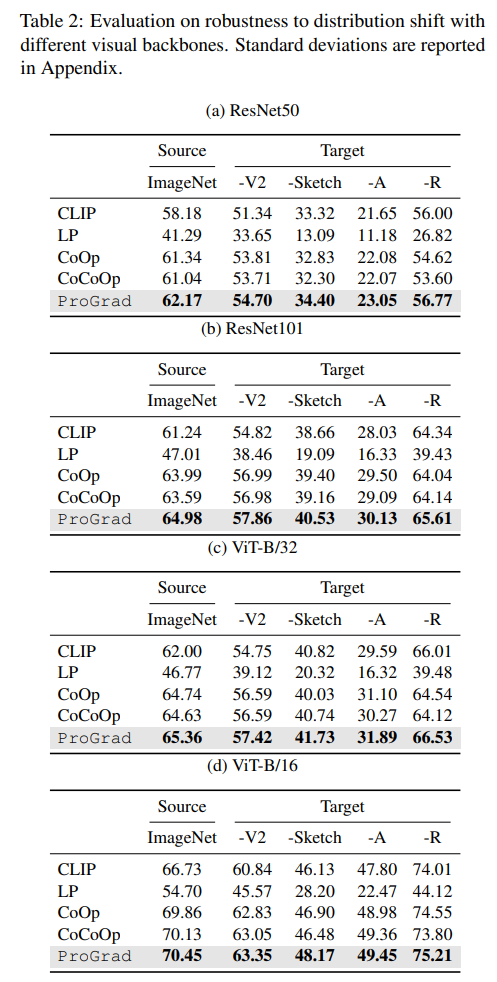 Table 2: Evaluation on robustness to distribution shift with
different visual backbones. Standard deviations are reported
in Appendix.
(a) ResNet50
Source Target
ImageNet -V2 -Sketch -A -R
CLIP 58.18 51.34 33.32 21.65 56.00
LP 41.29 33.65 13.09 11.18 26.82
CoOp 61.34 53.81 32.83 22.08 54.62
CoCoOp 61.04 53.71 32.30 22.07 53.60
ProGrad 62.17 54.70 34.40 23.05 56.77
(b) ResNet101
Source Target
ImageNet -V2 -Sketch -A -R
CLIP 61.24 54.82 38.66 28.03 64.34
LP 47.01 38.46 19.09 16.33 39.43
CoOp 63.99 56.99 39.40 29.50 64.04
CoCoOp 63.59 56.98 39.16 29.09 64.14
ProGrad 64.98 57.86 40.53 30.13 65.61
(c) ViT-B/32
Source Target
ImageNet -V2 -Sketch -A -R
CLIP 62.00 54.75 40.82 29.59 66.01
LP 46.77 39.12 20.32 16.32 39.48
CoOp 64.74 56.59 40.03 31.10 64.54
CoCoOp 64.63 56.59 40.74 30.27 64.12
ProGrad 65.36 57.42 41.73 31.89 66.53
(d) ViT-B/16
Source Target
ImageNet -V2 -Sketch -A -R
CLIP 66.73 60.84 46.13 47.80 74.01
LP 54.70 45.57 28.20 22.47 44.12
CoOp 69.86 62.83 46.90 48.98 74.55
CoCoOp 70.13 63.05 46.48 49.36 73.80
ProGrad 70.45 63.35 48.17 49.45 75.21